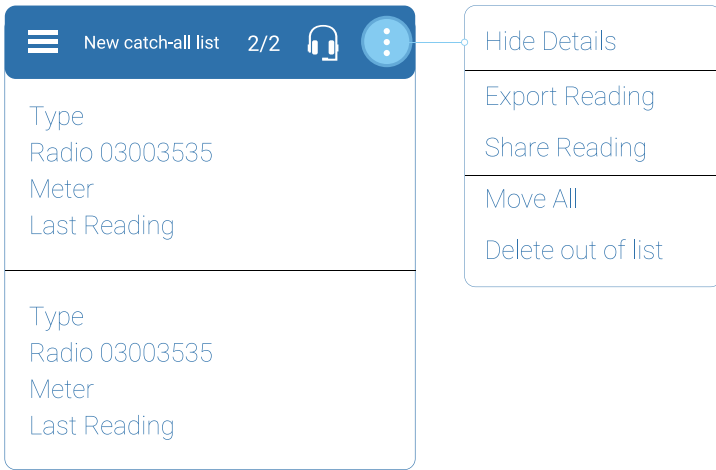 New catch-all list 2/2
Type
Radio 03003535
Meter
Last Reading
Type
Radio 03003535
Meter
Last Reading
Hide Details
Export Reading
Share Reading
Move All
Delete out of list